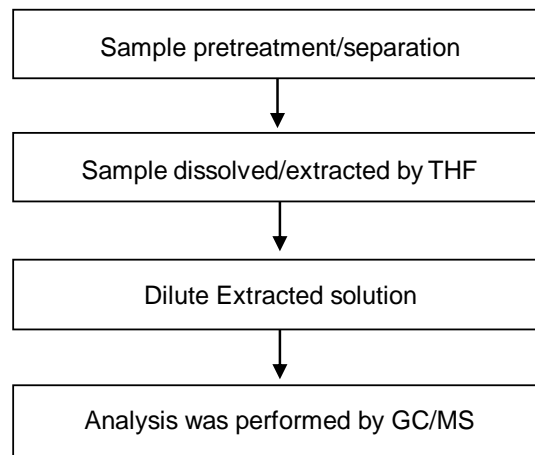 Sample pretreatment/separation
Sample dissolved/extracted by THF
Dilute Extracted solution
Analysis was performed by GC/MS